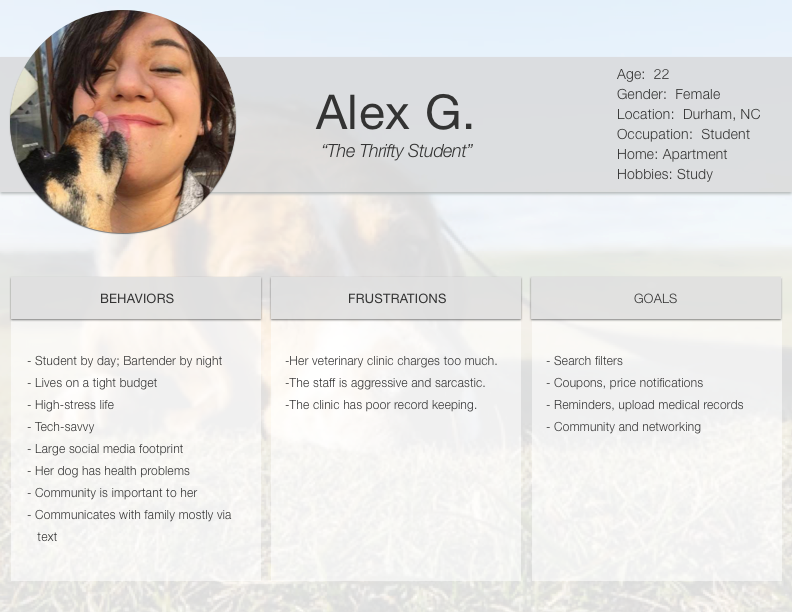 Alex G.
“The Thrifty Student”
Age: 22
Gender: Female
Location: Durham, NC
Occupation: Student
Home: Apartment
Hobbies: Study
BEHAVIORS
- Student by day; Bartender by night
- Lives on a tight budget
- High-stress life
- Tech-savvy
- Large social media footprint
- Her dog has health problems
- Community is important to her
- Communicates with family mostly via
text
FRUSTRATIONS
-Her veterinary clinic charges too much.
-The staff is aggressive and sarcastic.
-The clinic has poor record keeping.
GOALS
- Search filters
- Coupons, price notifications
- Reminders, upload medical records
- Community and networking